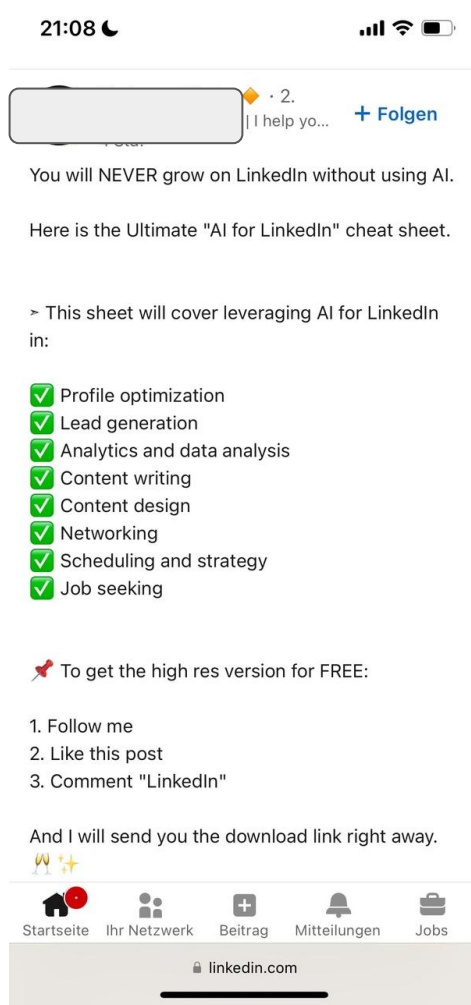 21:08
· 2.
| I help yo...
+ Folgen
You will NEVER grow on LinkedIn without using AI.
Here is the Ultimate "AI for LinkedIn" cheat sheet.
➣ This sheet will cover leveraging AI for LinkedIn
in:
✅ Profile optimization
✅ Lead generation
✅ Analytics and data analysis
✅ Content writing
✅ Content design
✅ Networking
✅ Scheduling and strategy
✅ Job seeking
📌 To get the high res version for FREE:
1. Follow me
2. Like this post
3. Comment "LinkedIn"
And I will send you the download link right away.
🥂 ✨
Startseite Ihr Netzwerk Beitrag Mitteilungen Jobs
linkedin.com